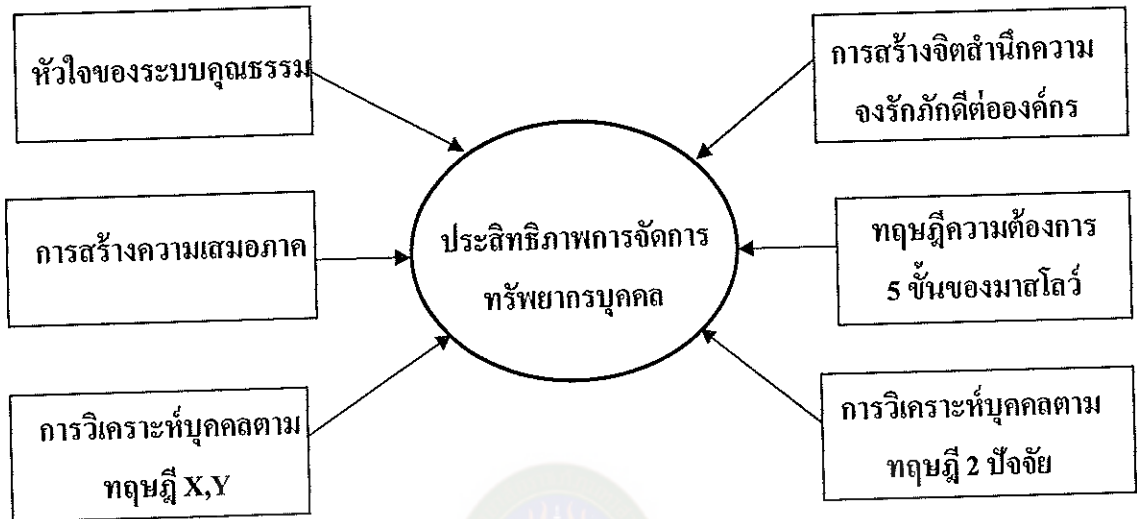 หัวใจของระบบคุณธรรม
การสร้างจิตสำนึกความ
จงรักภักดีต่อองค์กร
การสร้างความเสมอภาค
ประสิทธิภาพการจัดการ
ทรัพยากรบุคคล
ทฤษฎีความต้องการ
5 ขั้นของมาสโลว์
การวิเคราะห์บุคคลตาม
ทฤษฎี X,Y
การวิเคราะห์บุคคลตาม
ทฤษฎี 2 ปัจจัย